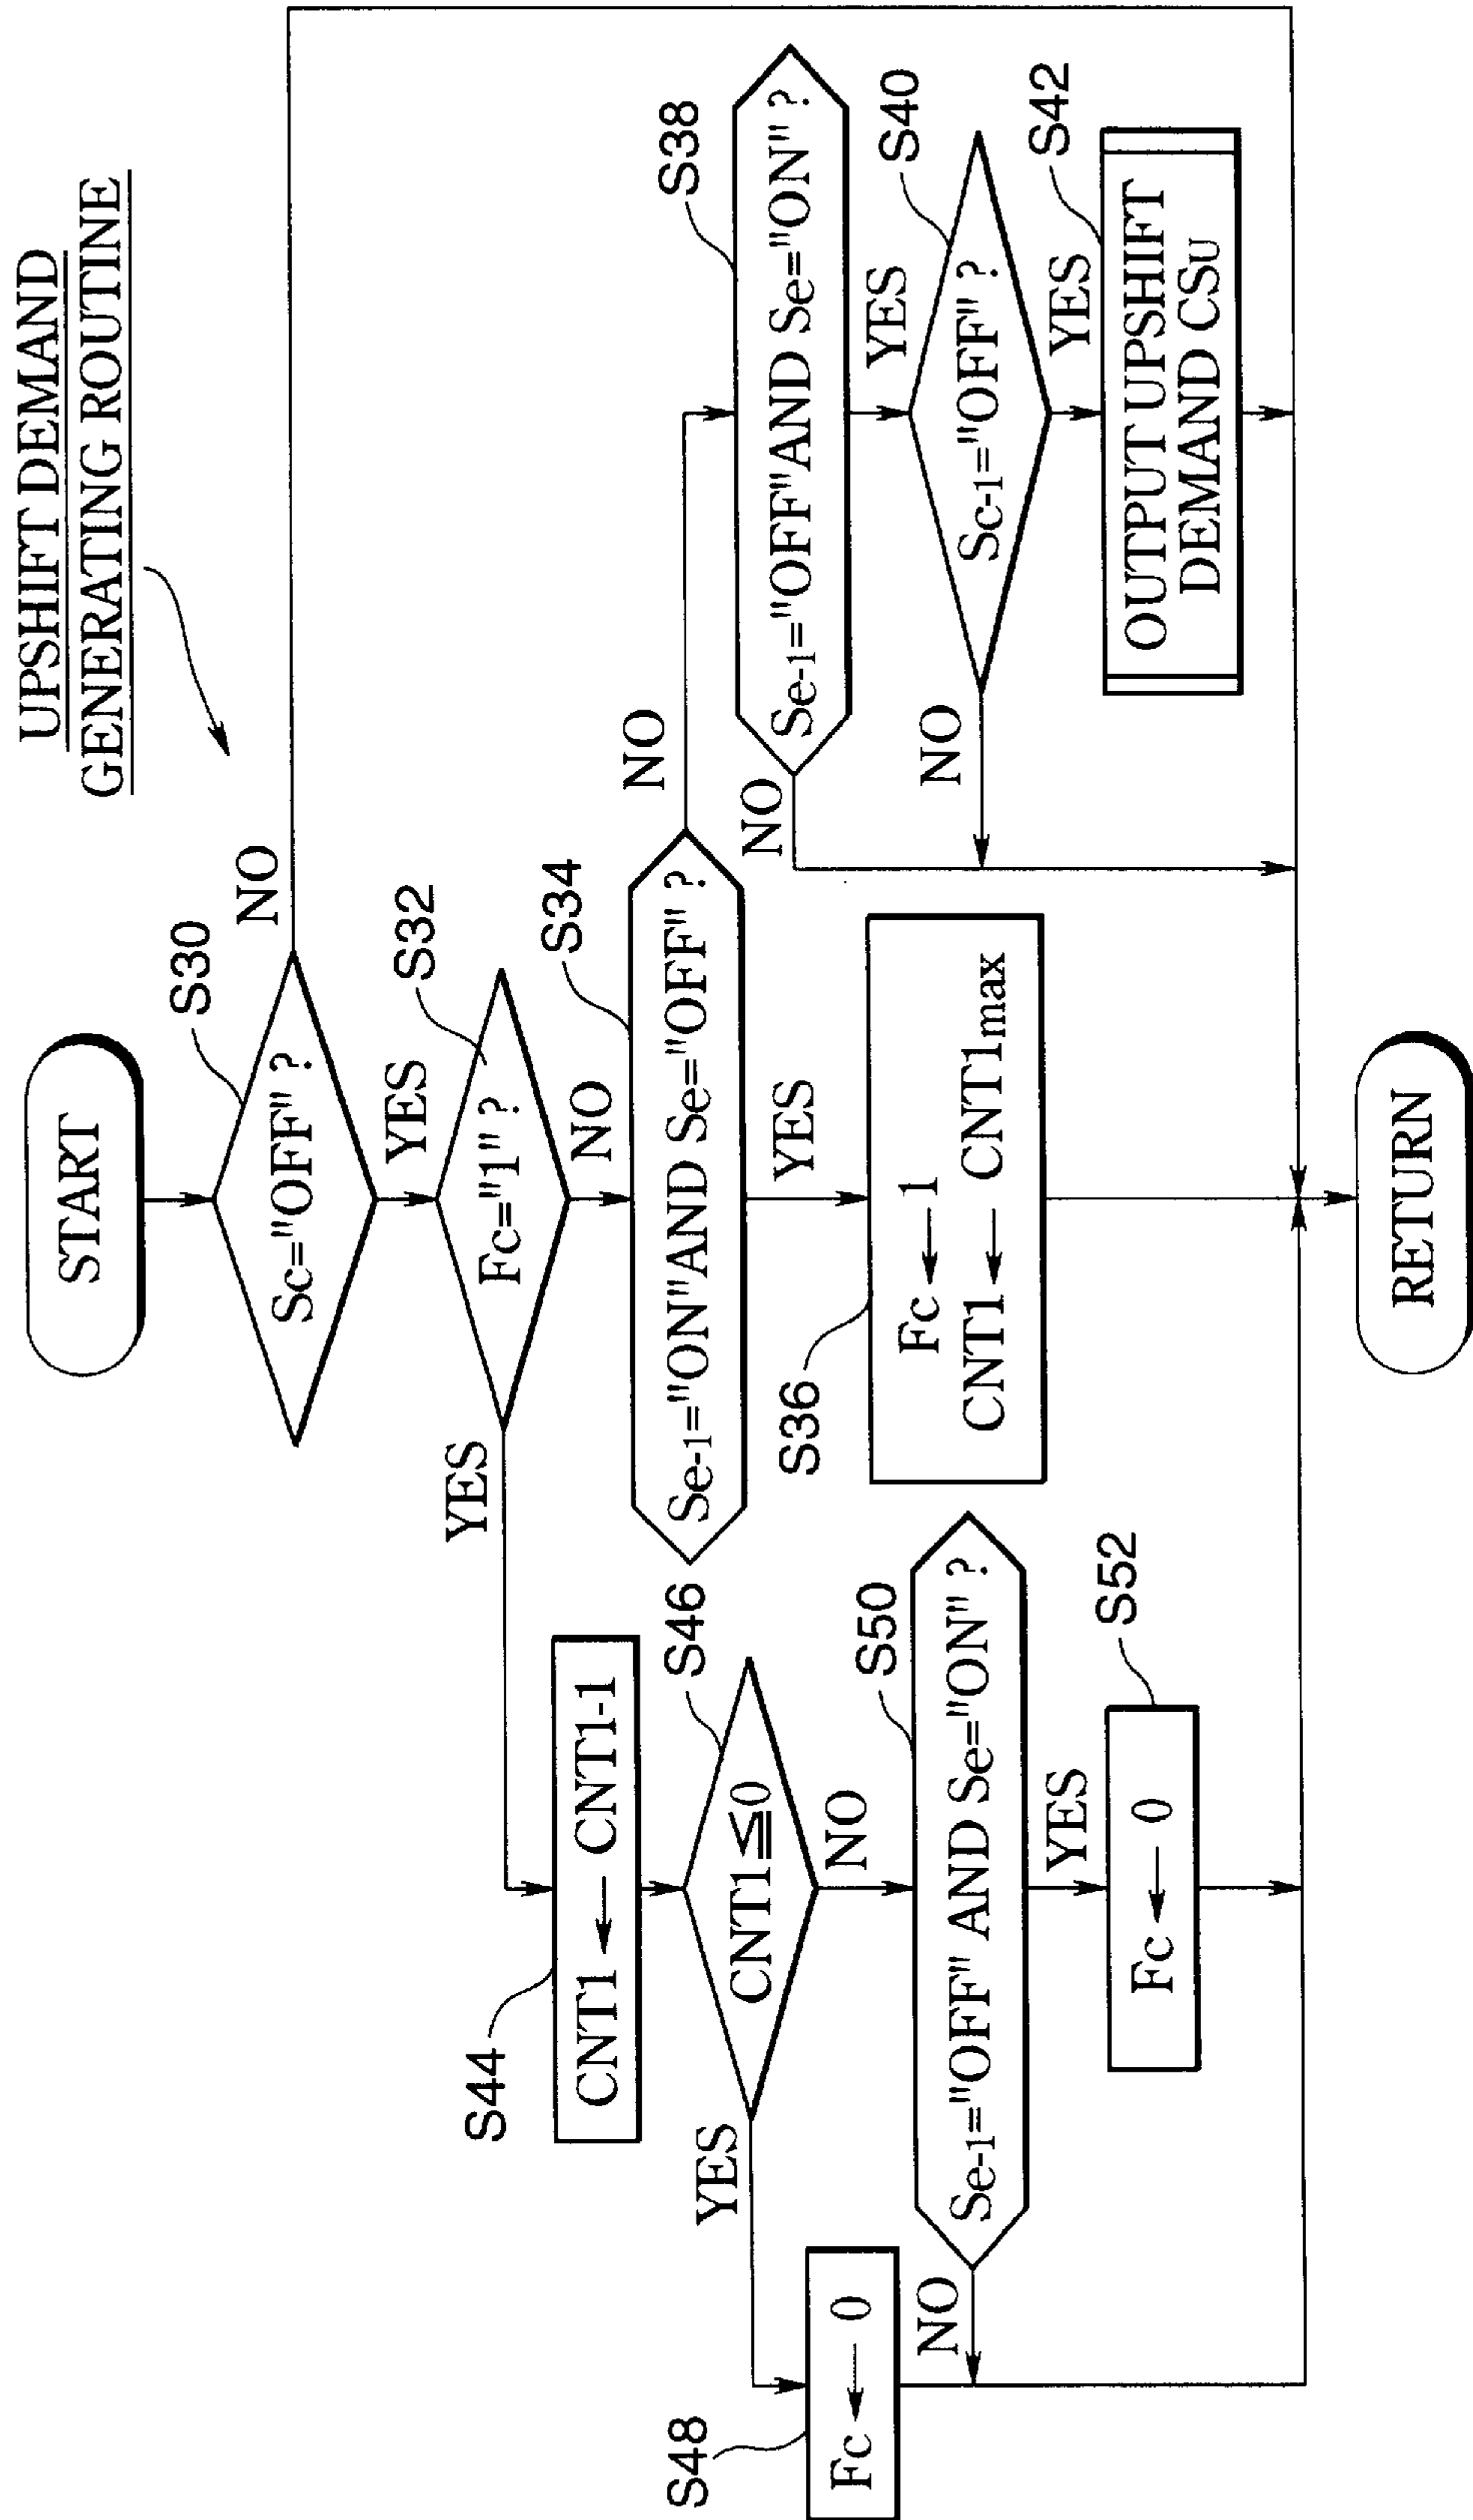 UPSHIFT DEMAND
GENERATING ROUTINE
START
S30
Sc="OFF" ?
NO
YES
S32
Fc="1" ?
YES
NO
S34
Se-1="ON" AND Se="OFF" ?
NO
YES
S36
Fc ← 1
CNT1 ← CNT1max
S38
Se-1="OFF" AND Se="ON" ?
NO
YES
S40
Sc-1="OFF" ?
NO
YES
S42
OUTPUT UPSHIFT
DEMAND CSU
S44
CNT1 ← CNT1-1
S46
CNT1≦0
YES
NO
S48
Fc ← 0
S50
Se-1="OFF" AND Se="ON" ?
NO
YES
S52
Fc ← 0
RETURN